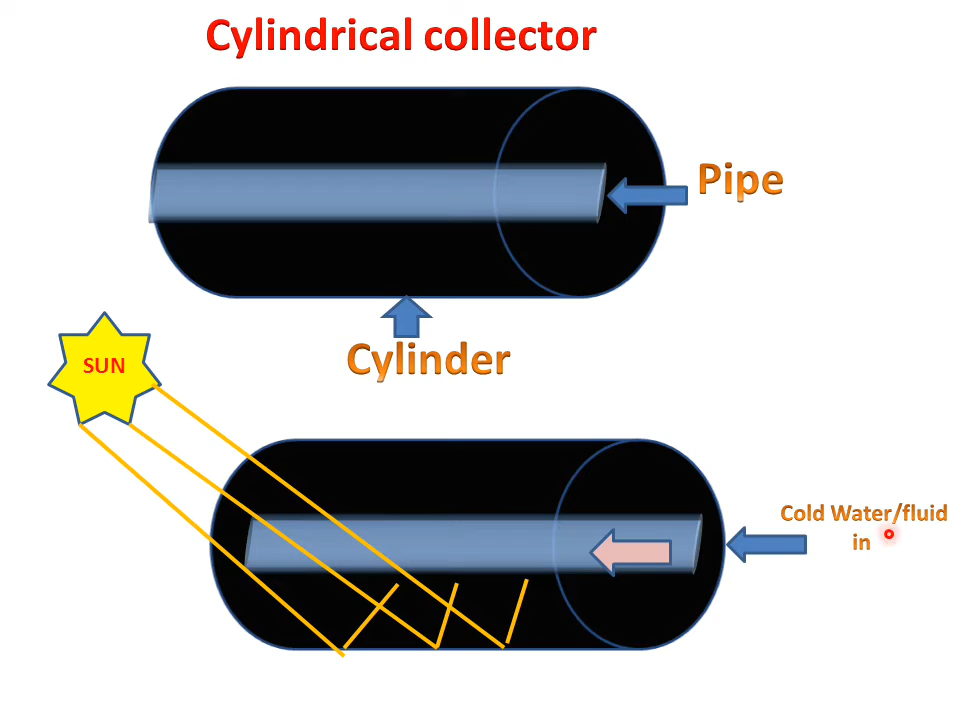 Cylindrical collector
Pipe
Cylinder
SUN
Cold Water/fluid
in